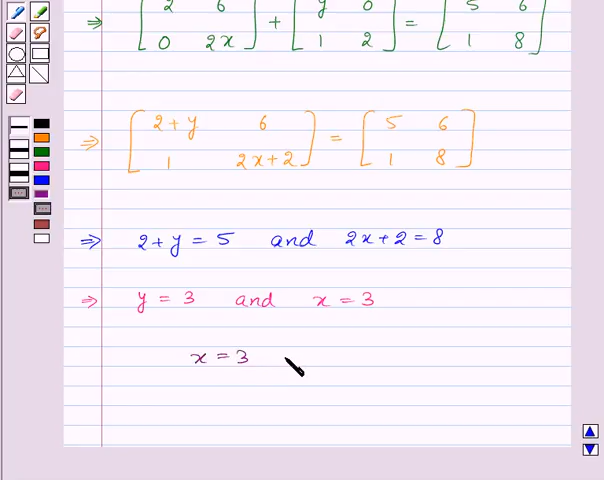 ⇒ [2 6; 0 2x] + [y 0; 1 2] = [5 6; 1 8]
⇒ [2+y 6; 1 2x+2] = [5 6; 1 8]
⇒ 2+y = 5 and 2x+2 = 8
⇒ y = 3 and x = 3
x = 3